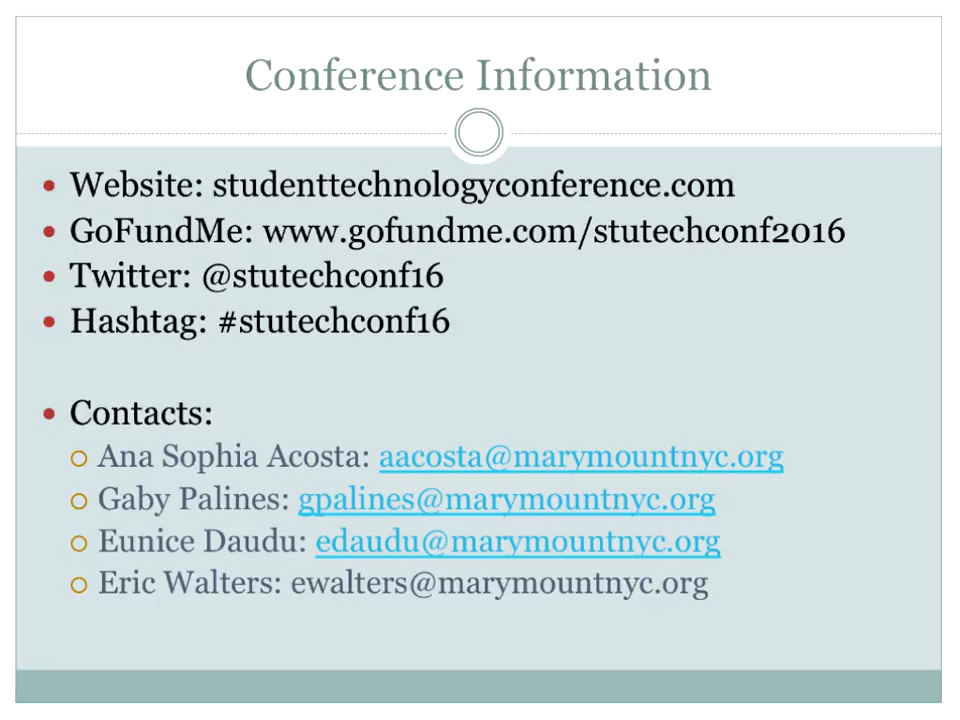 Conference Information
Website: studenttechnologyconference.com
GoFundMe: www.gofundme.com/stutechconf2016
Twitter: @stutechconf16
Hashtag: #stutechconf16
Contacts:
Ana Sophia Acosta: aacosta@marymountnyc.org
Gaby Palines: gpalines@marymountnyc.org
Eunice Daudu: edaudu@marymountnyc.org
Eric Walters: ewalters@marymountnyc.org